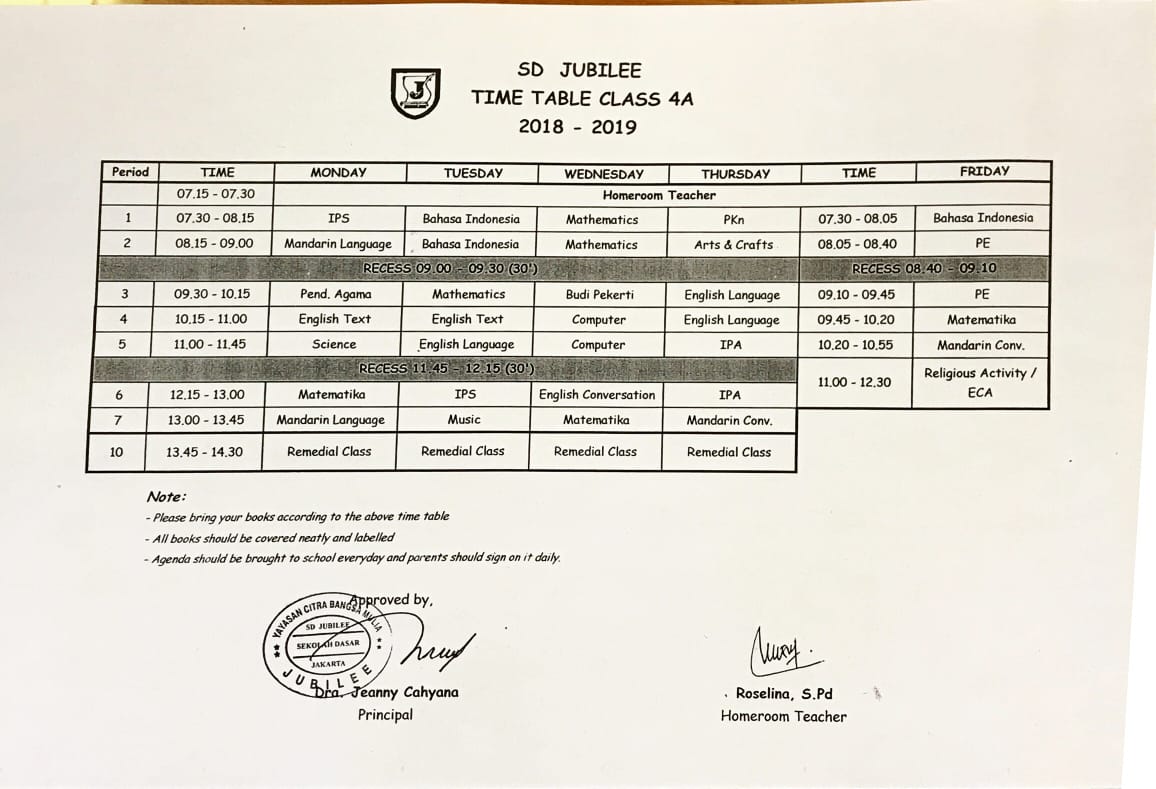 SD JUBILEE
TIME TABLE CLASS 4A
2018 - 2019
Period TIME MONDAY TUESDAY WEDNESDAY THURSDAY TIME FRIDAY
07.15 - 07.30 Homeroom Teacher
1 07.30 - 08.15 IPS Bahasa Indonesia Mathematics PKn 07.30 - 08.05 Bahasa Indonesia
2 08.15 - 09.00 Mandarin Language Bahasa Indonesia Mathematics Arts & Crafts 08.05 - 08.40 PE
RECESS 09.00 - 09.30 (30') RECESS 08.40 - 09.10
3 09.30 - 10.15 Pend. Agama Mathematics Budi Pekerti English Language 09.10 - 09.45 PE
4 10.15 - 11.00 English Text English Text Computer English Language 09.45 - 10.20 Matematika
5 11.00 - 11.45 Science English Language Computer IPA 10.20 - 10.55 Mandarin Conv.
RECESS 11.45 - 12.15 (30') 11.00 - 12.30 Religious Activity / ECA
6 12.15 - 13.00 Matematika IPS English Conversation IPA
7 13.00 - 13.45 Mandarin Language Music Matematika Mandarin Conv.
10 13.45 - 14.30 Remedial Class Remedial Class Remedial Class Remedial Class
Note:
- Please bring your books according to the above time table
- All books should be covered neatly and labelled
- Agenda should be brought to school everyday and parents should sign on it daily.
Approved by,
YAYASAN CITRA BANGSA MULIA
SD JUBILEE
SEKOLAH DASAR
JAKARTA
JUBILEE
Dra. Jeanny Cahyana
Principal
Roselina, S.Pd
Homeroom Teacher